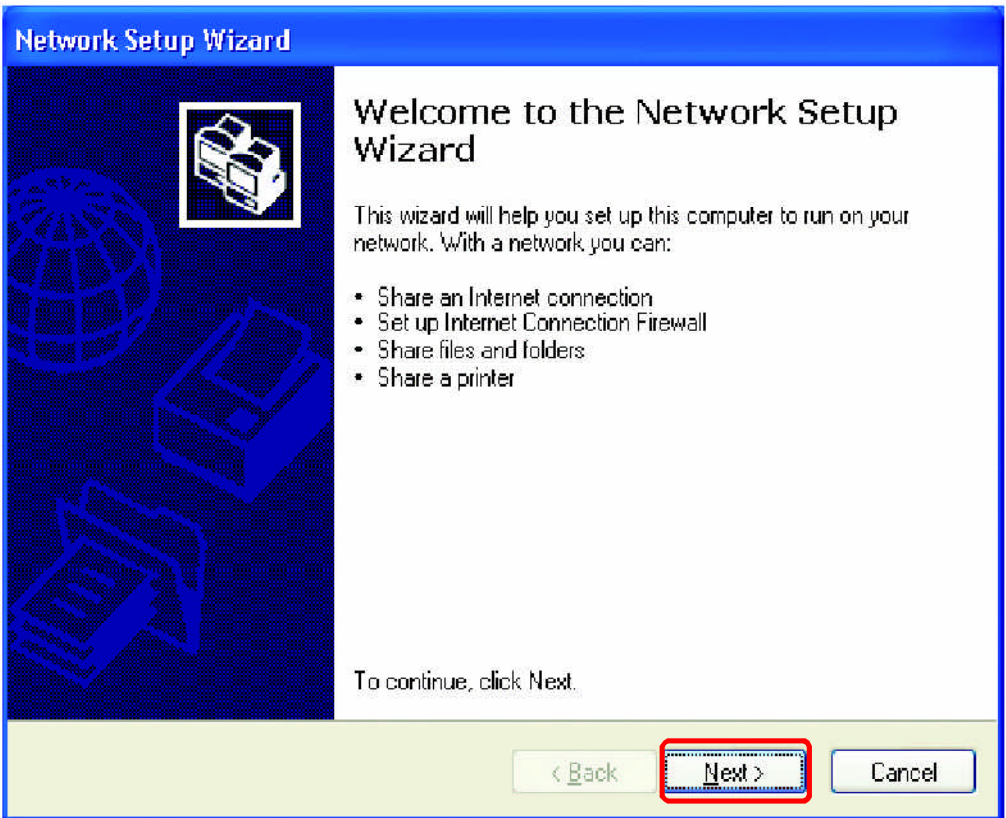 Network Setup Wizard
Welcome to the Network Setup
Wizard
This wizard will help you set up this computer to run on your
network. With a network you can:
• Share an Internet connection
• Set up Internet Connection Firewall
• Share files and folders
• Share a printer
To continue, click Next.
< Back
Next >
Cancel